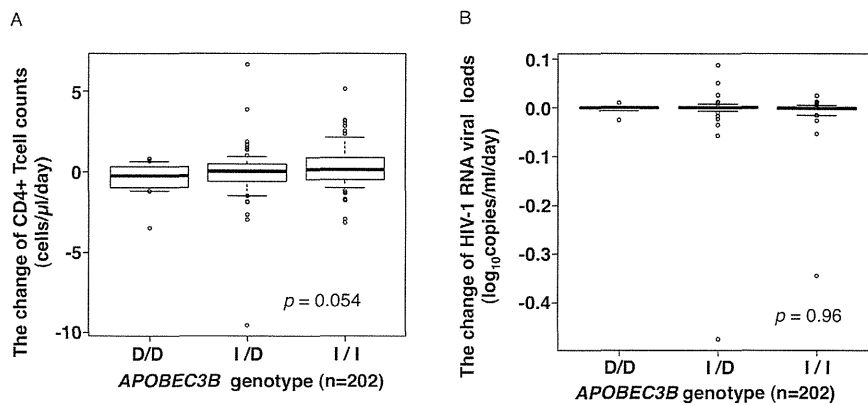 A
The change of CD4+ Tcell counts
(cells/μl/day)
5
0
-5
-10
p = 0.054
D/D I/D I/I
APOBEC3B genotype (n=202)
B
The change of HIV-1 RNA viral loads
(log10copies/ml/day)
0.1
0.0
-0.1
-0.2
-0.3
-0.4
p = 0.96
D/D I/D I/I
APOBEC3B genotype (n=202)